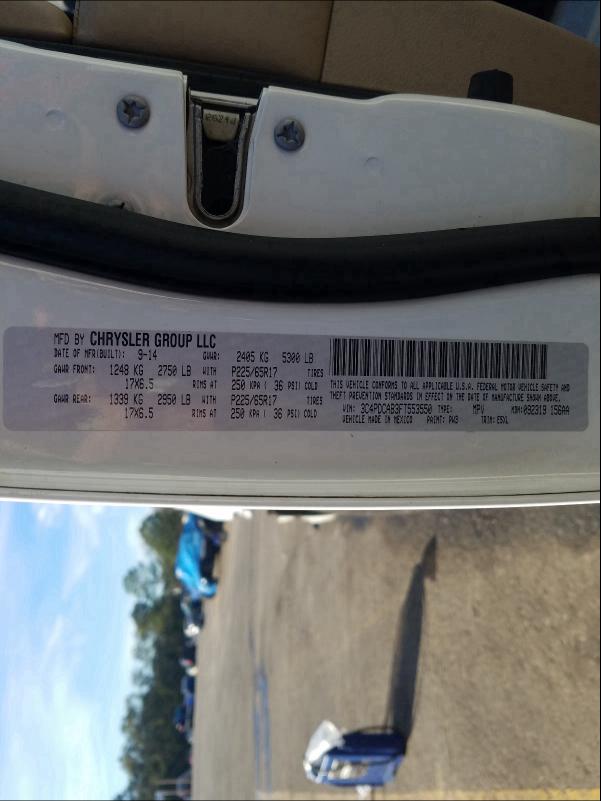 MFD BY CHRYSLER GROUP LLC
DATE OF MFR(BUILT): 9-14 GVWR: 2405 KG 5300 LB
GAWR FRONT: 1248 KG 2750 LB WITH P225/65R17 TIRES
17X6.5 RIMS AT 250 KPA ( 36 PSI) COLD
GAWR REAR: 1339 KG 2950 LB WITH P225/65R17 TIRES
17X6.5 RIMS AT 250 KPA ( 36 PSI) COLD
THIS VEHICLE CONFORMS TO ALL APPLICABLE U.S.A. FEDERAL MOTOR VEHICLE SAFETY AND
THEFT PREVENTION STANDARDS IN EFFECT ON THE DATE OF MANUFACTURE SHOWN ABOVE.
VIN: 3C4PDCAB3FT553550 TYPE: MPV MDH:092319 156AA
VEHICLE MADE IN MEXICO PAINT: PW3 TRIM: E5XL